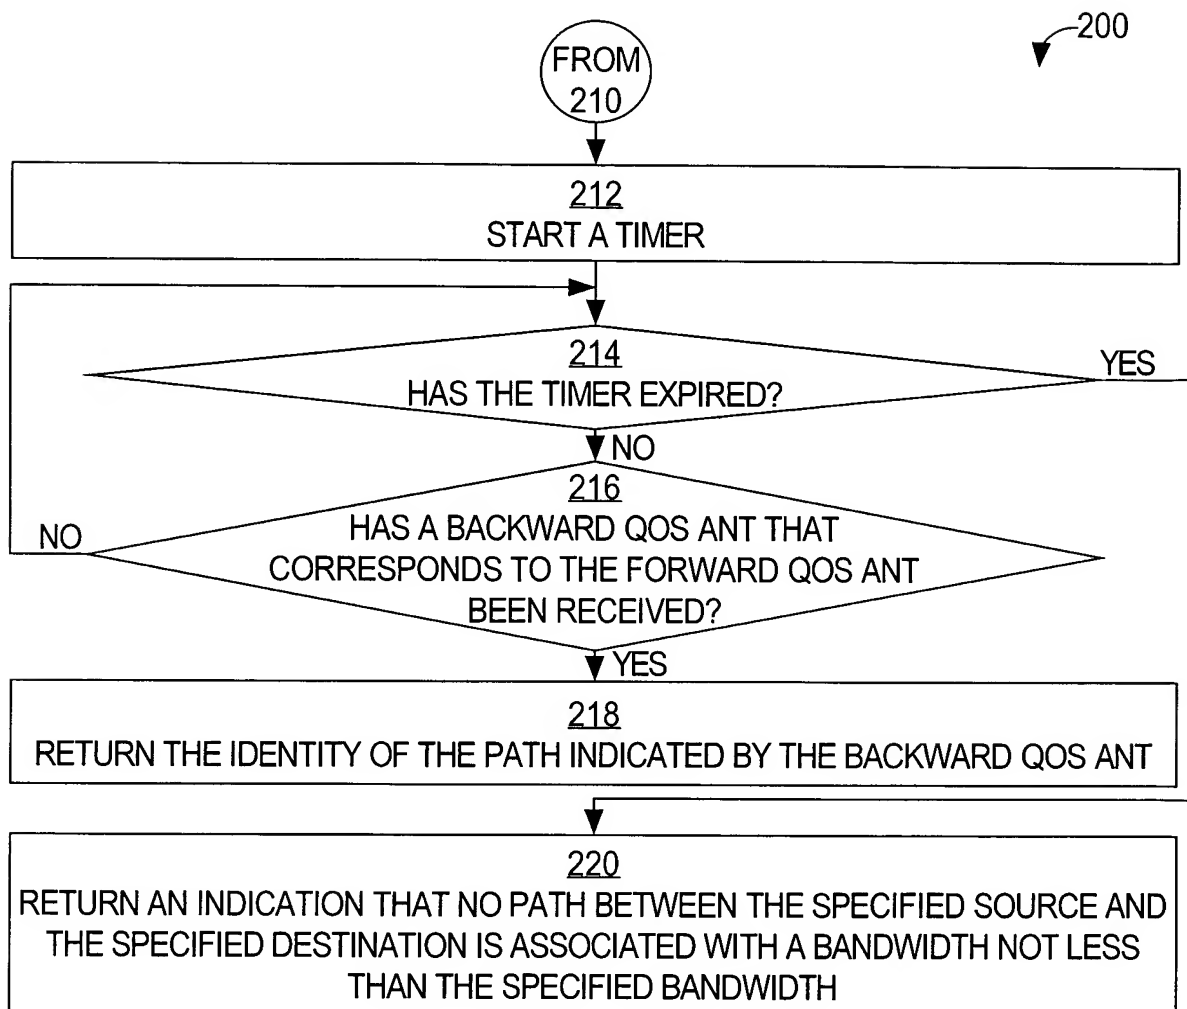 200
FROM
210
212
START A TIMER
214
HAS THE TIMER EXPIRED?
YES
NO
216
HAS A BACKWARD QOS ANT THAT
CORRESPONDS TO THE FORWARD QOS ANT
BEEN RECEIVED?
NO
YES
218
RETURN THE IDENTITY OF THE PATH INDICATED BY THE BACKWARD QOS ANT
220
RETURN AN INDICATION THAT NO PATH BETWEEN THE SPECIFIED SOURCE AND
THE SPECIFIED DESTINATION IS ASSOCIATED WITH A BANDWIDTH NOT LESS
THAN THE SPECIFIED BANDWIDTH